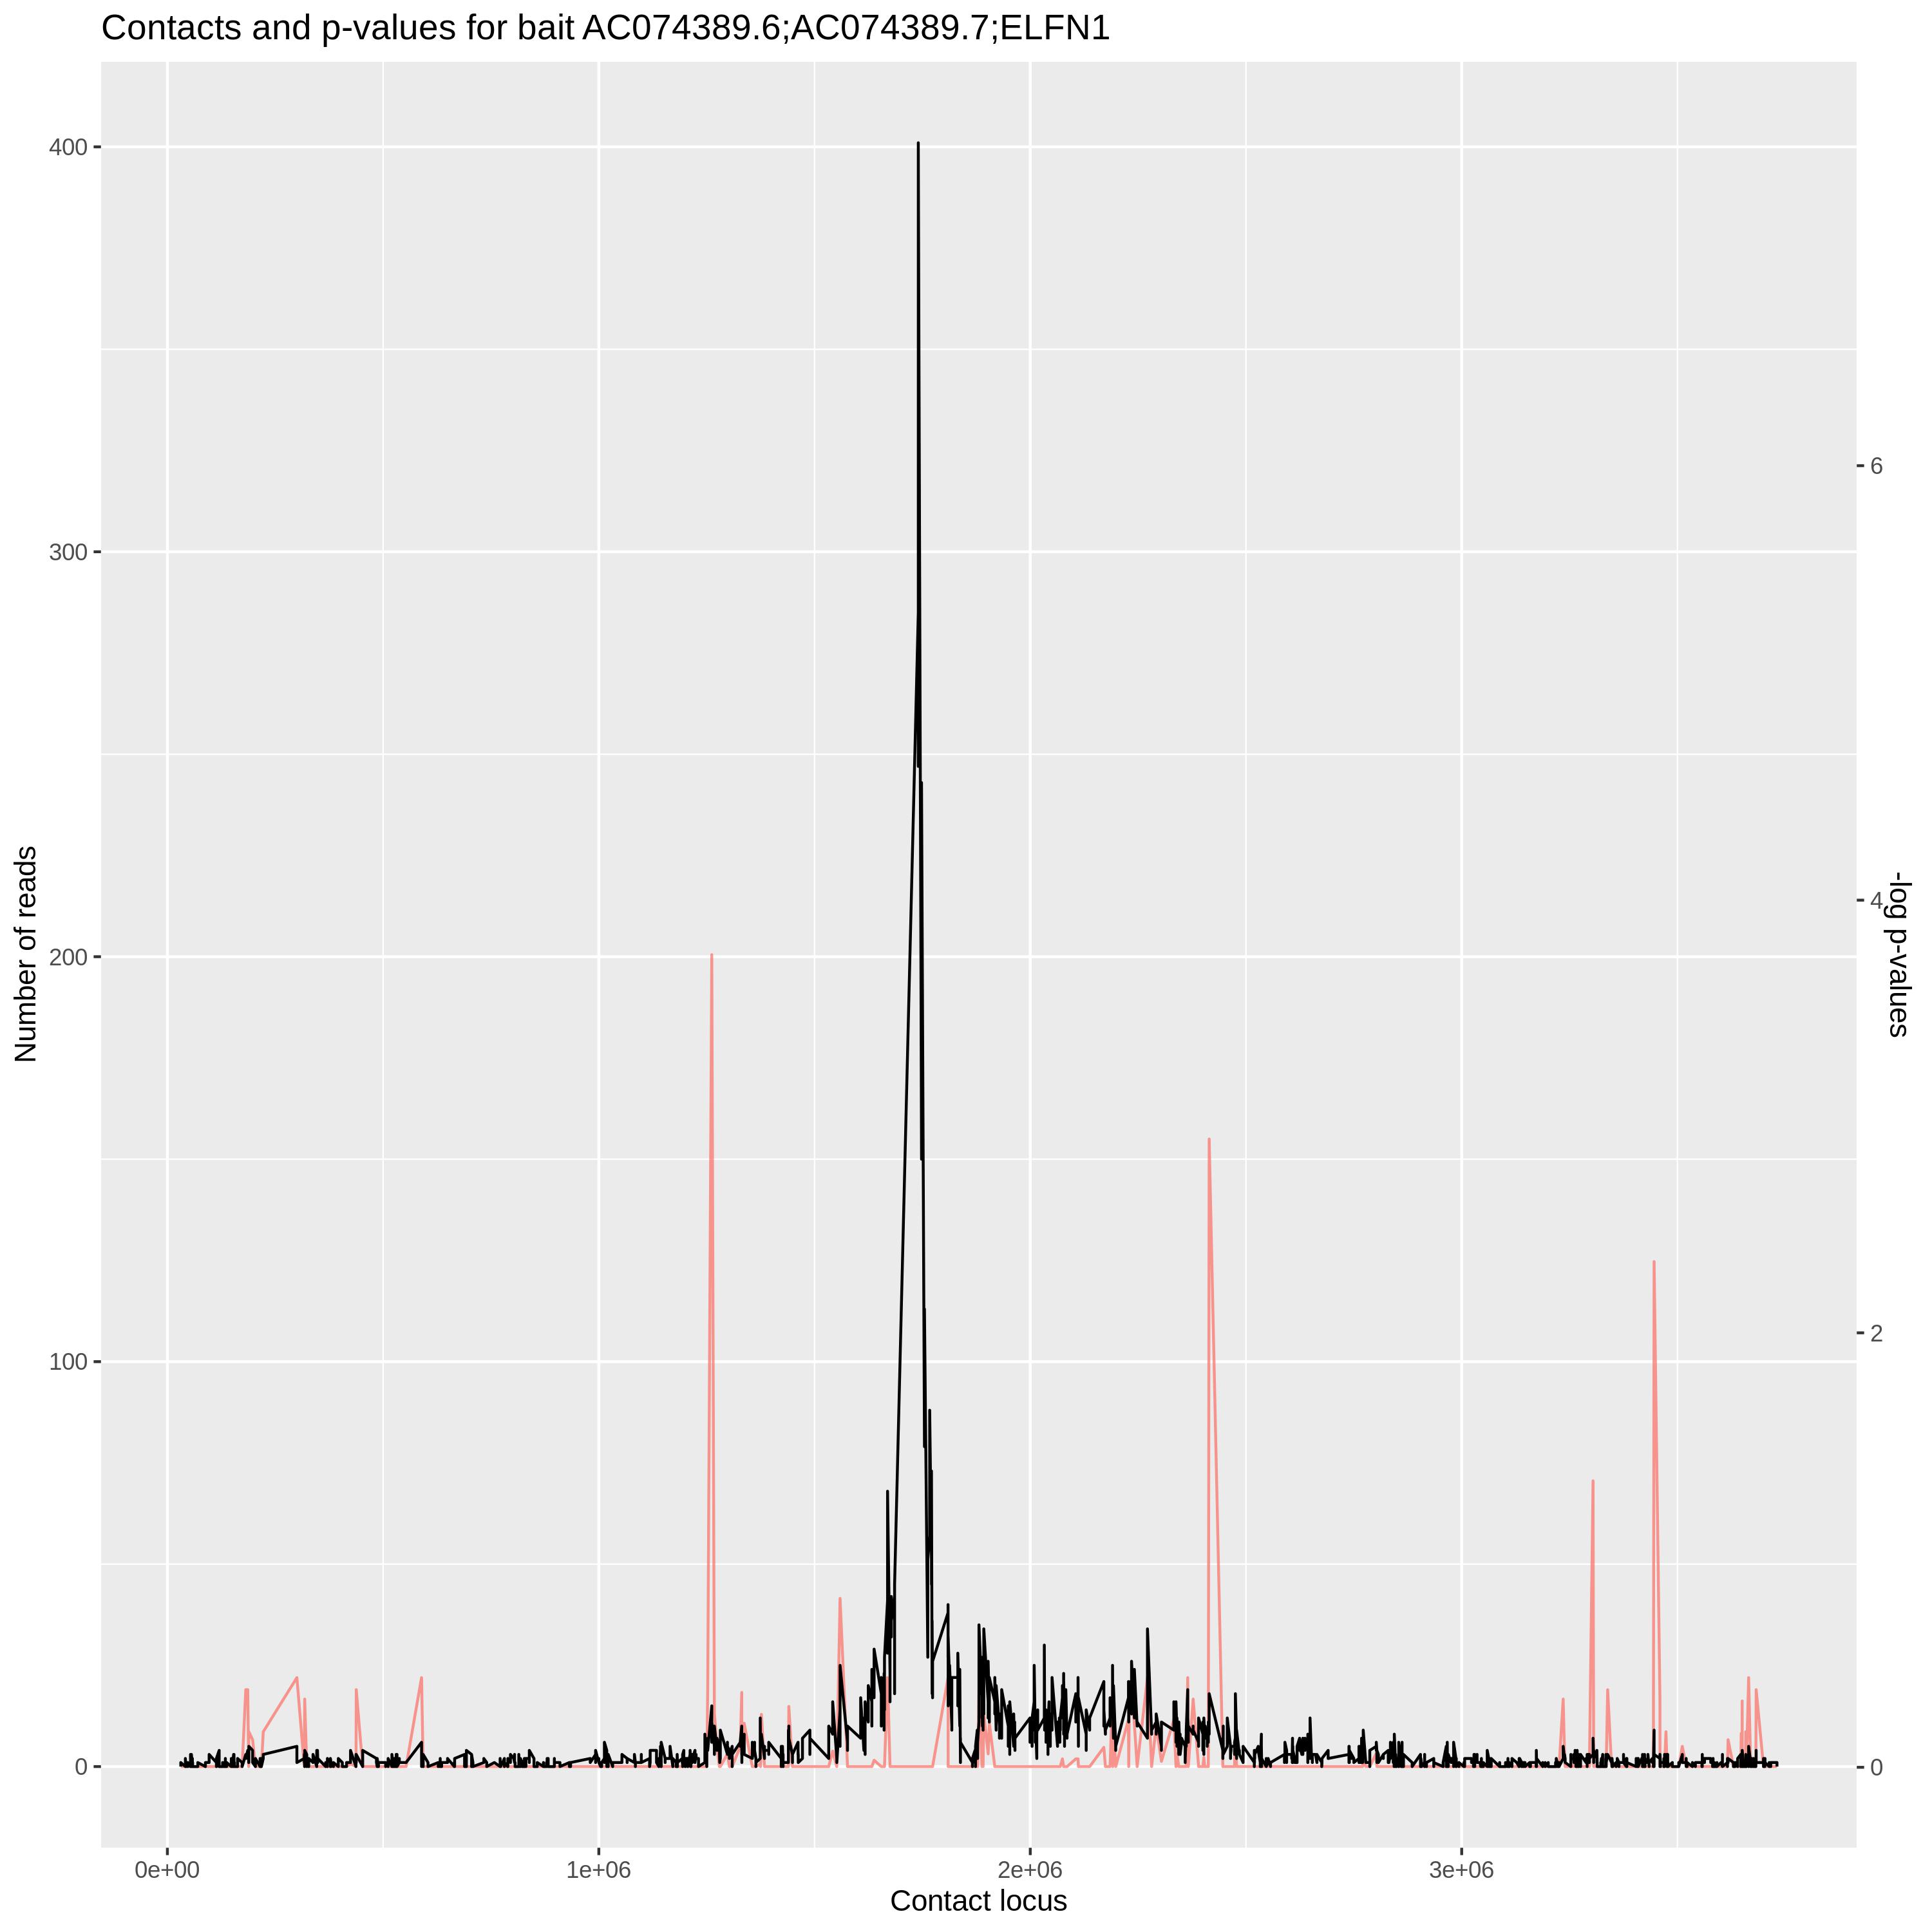 Contacts and p-values for bait AC074389.6;AC074389.7;ELFN1
400
300
200
100
0
Number of reads
6
4
2
0
-log p-values
0e+00 1e+06 2e+06 3e+06
Contact locus